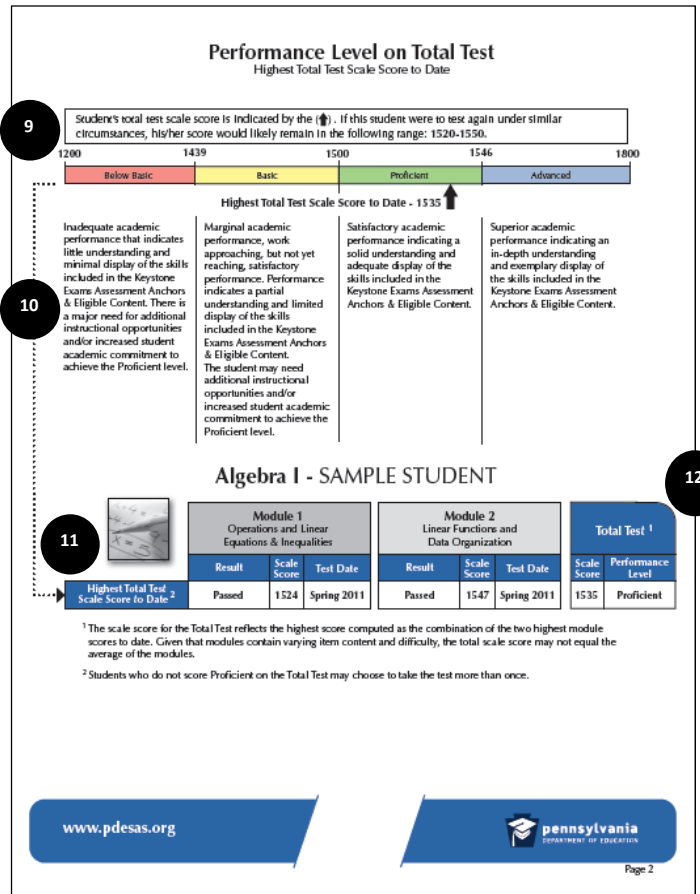 Performance Level on Total Test
Highest Total Test Scale Score to Date
9
Student's total test scale score is indicated by the (⬆). If this student were to test again under similar
circumstances, his/her score would likely remain in the following range: 1520-1550.
1200 1439 1500 1546 1800
Below Basic Basic Proficient Advanced
Highest Total Test Scale Score to Date - 1535
Inadequate academic
performance that indicates
little understanding and
minimal display of the skills
included in the Keystone
Exams Assessment Anchors
& Eligible Content. There is
a major need for additional
instructional opportunities
and/or increased student
academic commitment to
achieve the Proficient level.
Marginal academic
performance, work
approaching, but not yet
reaching, satisfactory
performance. Performance
indicates a partial
understanding and limited
display of the skills
included in the Keystone
Exams Assessment Anchors
& Eligible Content.
The student may need
additional instructional
opportunities and/or
increased student academic
commitment to achieve the
Proficient level.
Satisfactory academic
performance indicating a
solid understanding and
adequate display of the
skills included in the
Keystone Exams Assessment
Anchors & Eligible Content.
Superior academic
performance indicating an
in-depth understanding
and exemplary display of
the skills included in the
Keystone Exams Assessment
Anchors & Eligible Content.
10
Algebra I - SAMPLE STUDENT
12
11
Module 1
Operations and Linear
Equations & Inequalities
Module 2
Linear Functions and
Data Organization
Total Test 1
Result Scale Score Test Date Result Scale Score Test Date Scale Score Performance Level
Highest Total Test
Scale Score to Date 2
Passed 1524 Spring 2011 Passed 1547 Spring 2011 1535 Proficient
1 The scale score for the Total Test reflects the highest score computed as the combination of the two highest module
scores to date. Given that modules contain varying item content and difficulty, the total scale score may not equal the
average of the modules.
2 Students who do not score Proficient on the Total Test may choose to take the test more than once.
www.pdesas.org
pennsylvania
DEPARTMENT OF EDUCATION
Page 2